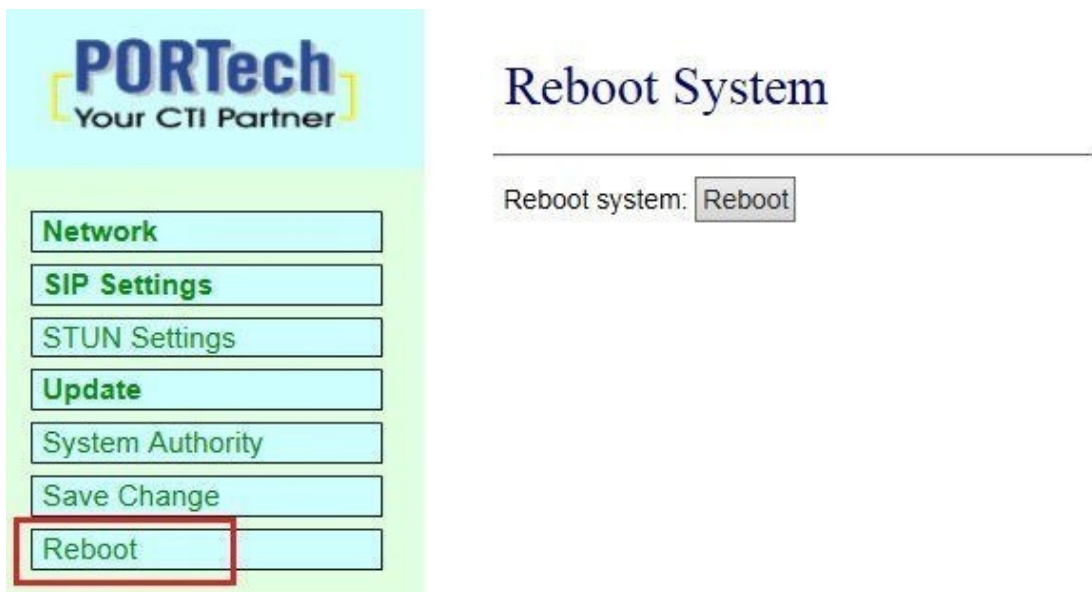 PORTech
Your CTI Partner
Network
SIP Settings
STUN Settings
Update
System Authority
Save Change
Reboot
Reboot System
Reboot system: Reboot